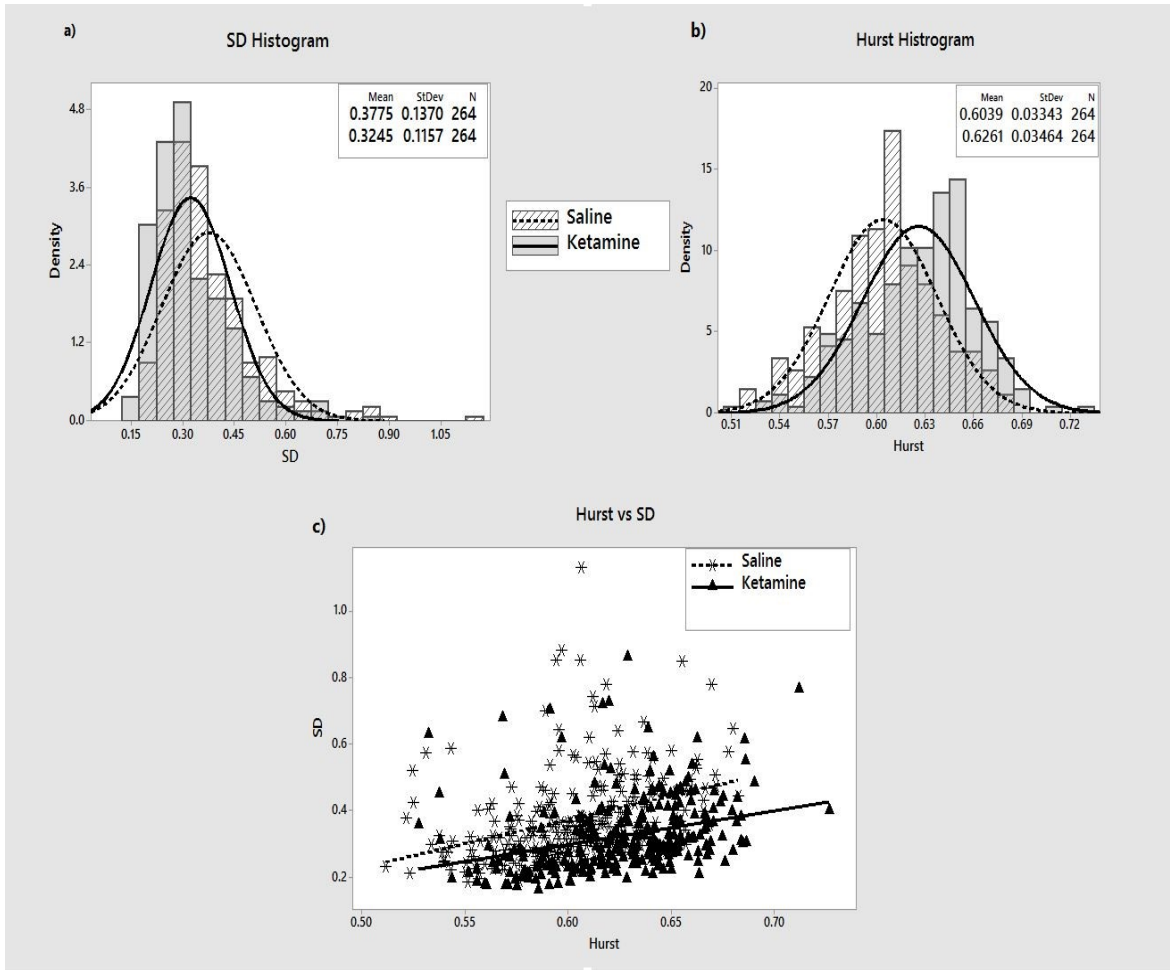 a)
SD Histogram
Mean StDev N
0.3775 0.1370 264
0.3245 0.1157 264
4.8
3.6
2.4
1.2
0.0
Density
0.15 0.30 0.45 0.60 0.75 0.90 1.05
SD
Saline
Ketamine
b)
Hurst Histrogram
Mean StDev N
0.6039 0.03343 264
0.6261 0.03464 264
20
15
10
5
0
Density
0.51 0.54 0.57 0.60 0.63 0.66 0.69 0.72
Hurst
c)
Hurst vs SD
Saline
Ketamine
1.0
0.8
0.6
0.4
0.2
SD
0.50 0.55 0.60 0.65 0.70
Hurst